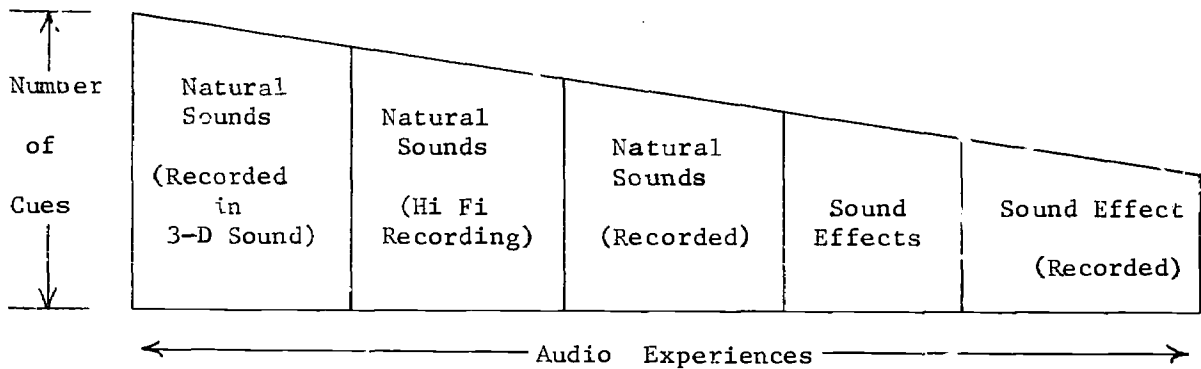 Number
of
Cues
Natural
Sounds
(Recorded
in
3-D Sound)
Natural
Sounds
(Hi Fi
Recording)
Natural
Sounds
(Recorded)
Sound
Effects
Sound Effect
(Recorded)
Audio Experiences